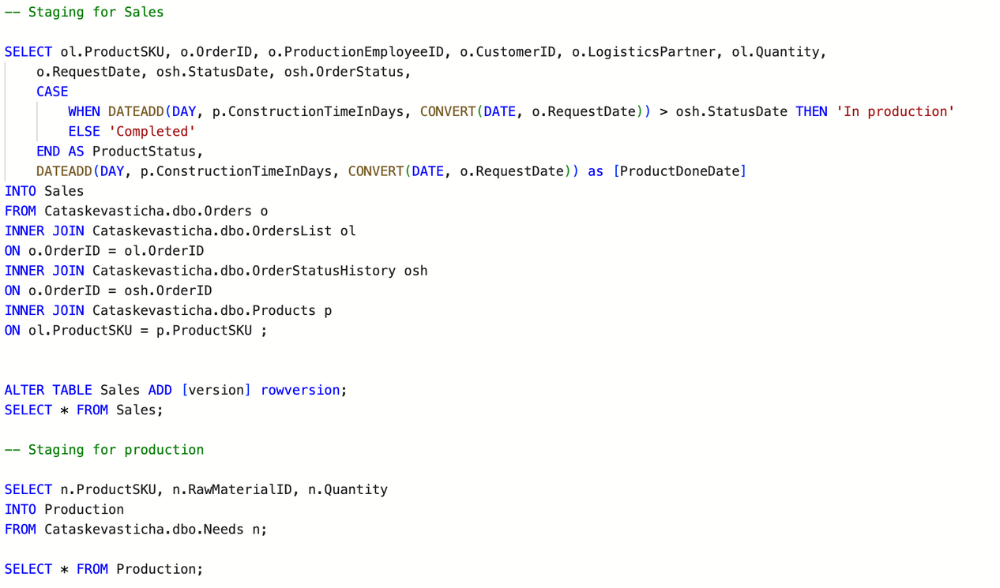 -- Staging for Sales
SELECT ol.ProductSKU, o.OrderID, o.ProductionEmployeeID, o.CustomerID, o.LogisticsPartner, ol.Quantity,
o.RequestDate, osh.StatusDate, osh.OrderStatus,
CASE
WHEN DATEADD(DAY, p.ConstructionTimeInDays, CONVERT(DATE, o.RequestDate)) > osh.StatusDate THEN 'In production'
ELSE 'Completed'
END AS ProductStatus,
DATEADD(DAY, p.ConstructionTimeInDays, CONVERT(DATE, o.RequestDate)) as [ProductDoneDate]
INTO Sales
FROM Cataskevasticha.dbo.Orders o
INNER JOIN Cataskevasticha.dbo.OrdersList ol
ON o.OrderID = ol.OrderID
INNER JOIN Cataskevasticha.dbo.OrderStatusHistory osh
ON o.OrderID = osh.OrderID
INNER JOIN Cataskevasticha.dbo.Products p
ON ol.ProductSKU = p.ProductSKU ;
ALTER TABLE Sales ADD [version] rowversion;
SELECT * FROM Sales;
-- Staging for production
SELECT n.ProductSKU, n.RawMaterialID, n.Quantity
INTO Production
FROM Cataskevasticha.dbo.Needs n;
SELECT * FROM Production;